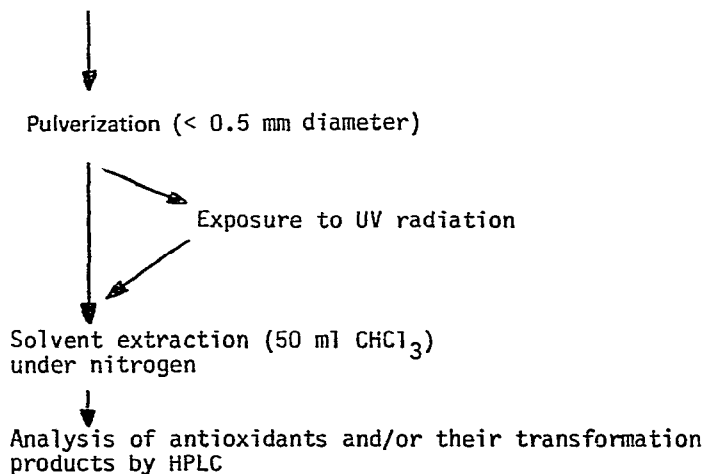 Pulverization (< 0.5 mm diameter)
Exposure to UV radiation
Solvent extraction (50 ml CHCl₃)
under nitrogen
Analysis of antioxidants and/or their transformation
products by HPLC